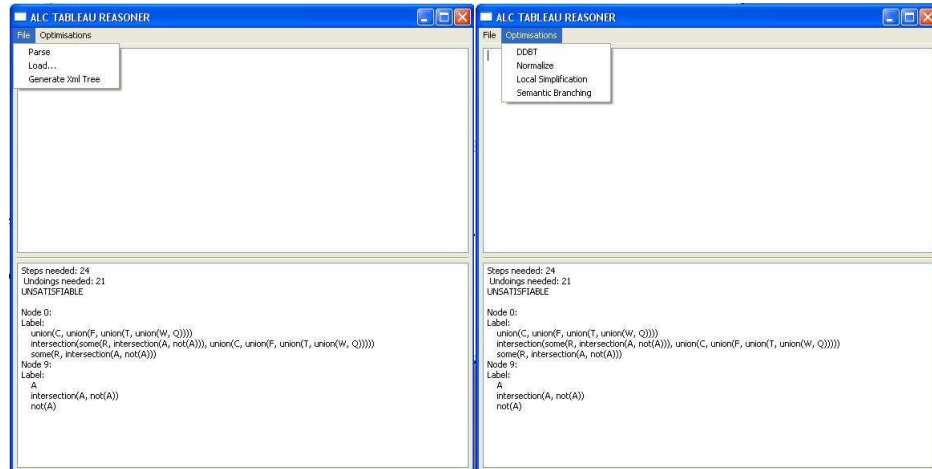 ALC TABLEAU REASONER
File Optimisations
Parse
Load...
Generate Xml Tree
Steps needed: 24
Undoings needed: 21
UNSATISFIABLE
Node 0:
Label:
union(C, union(F, union(T, union(W, Q))))
intersection(some(R, intersection(A, not(A))), union(C, union(F, union(T, union(W, Q)))))
some(R, intersection(A, not(A)))
Node 9:
Label:
A
intersection(A, not(A))
not(A)
ALC TABLEAU REASONER
File Optimisations
DDBT
Normalize
Local Simplification
Semantic Branching
Steps needed: 24
Undoings needed: 21
UNSATISFIABLE
Node 0:
Label:
union(C, union(F, union(T, union(W, Q))))
intersection(some(R, intersection(A, not(A))), union(C, union(F, union(T, union(W, Q)))))
some(R, intersection(A, not(A)))
Node 9:
Label:
A
intersection(A, not(A))
not(A)